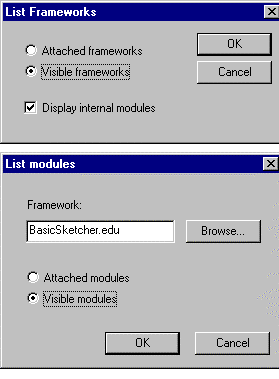 List Frameworks
Attached frameworks
OK
Visible frameworks
Cancel
Display internal modules
List modules
Framework:
BasicSketcher.edu
Browse...
Attached modules
Visible modules
OK
Cancel